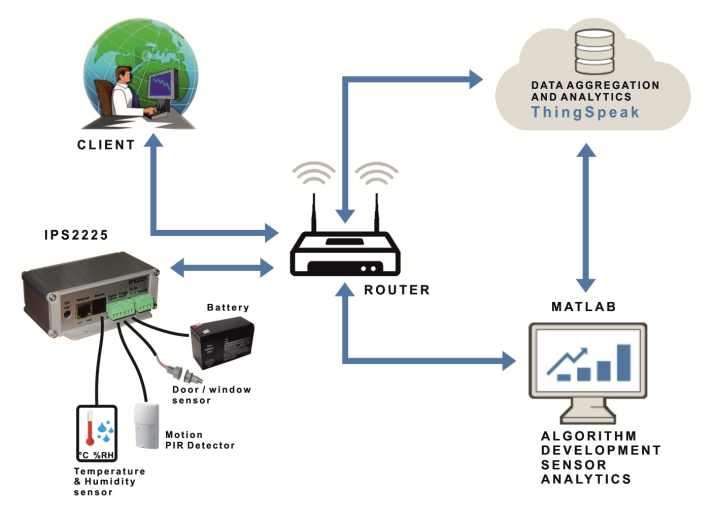 DATA AGGREGATION
AND ANALYTICS
ThingSpeak
CLIENT
IPS2225
ROUTER
MATLAB
Battery
Door / window
sensor
Motion
PIR Detector
°C %RH
Temperature
& Humidity
sensor
ALGORITHM
DEVELOPMENT
SENSOR
ANALYTICS